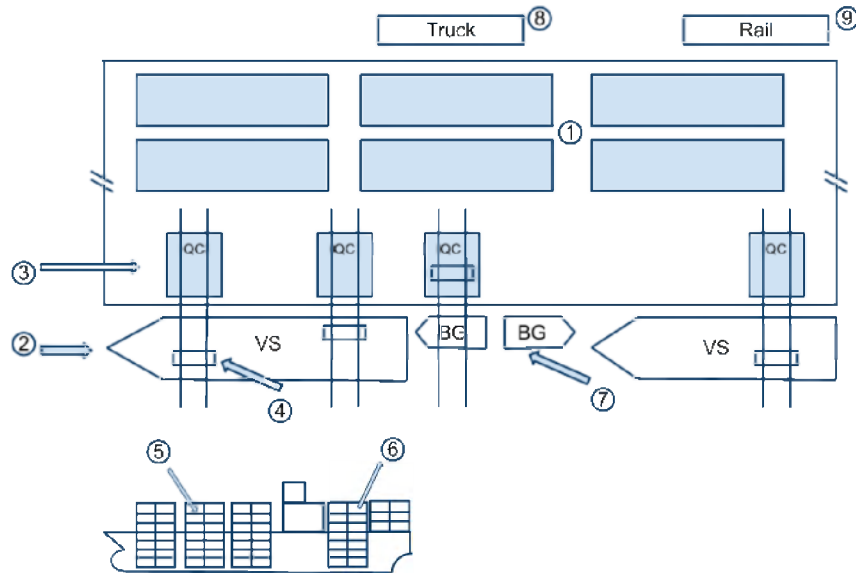 Truck ⑧
Rail ⑨
①
QC QC QC QC
③
② VS BG BG VS
④ ⑦
⑤ ⑥